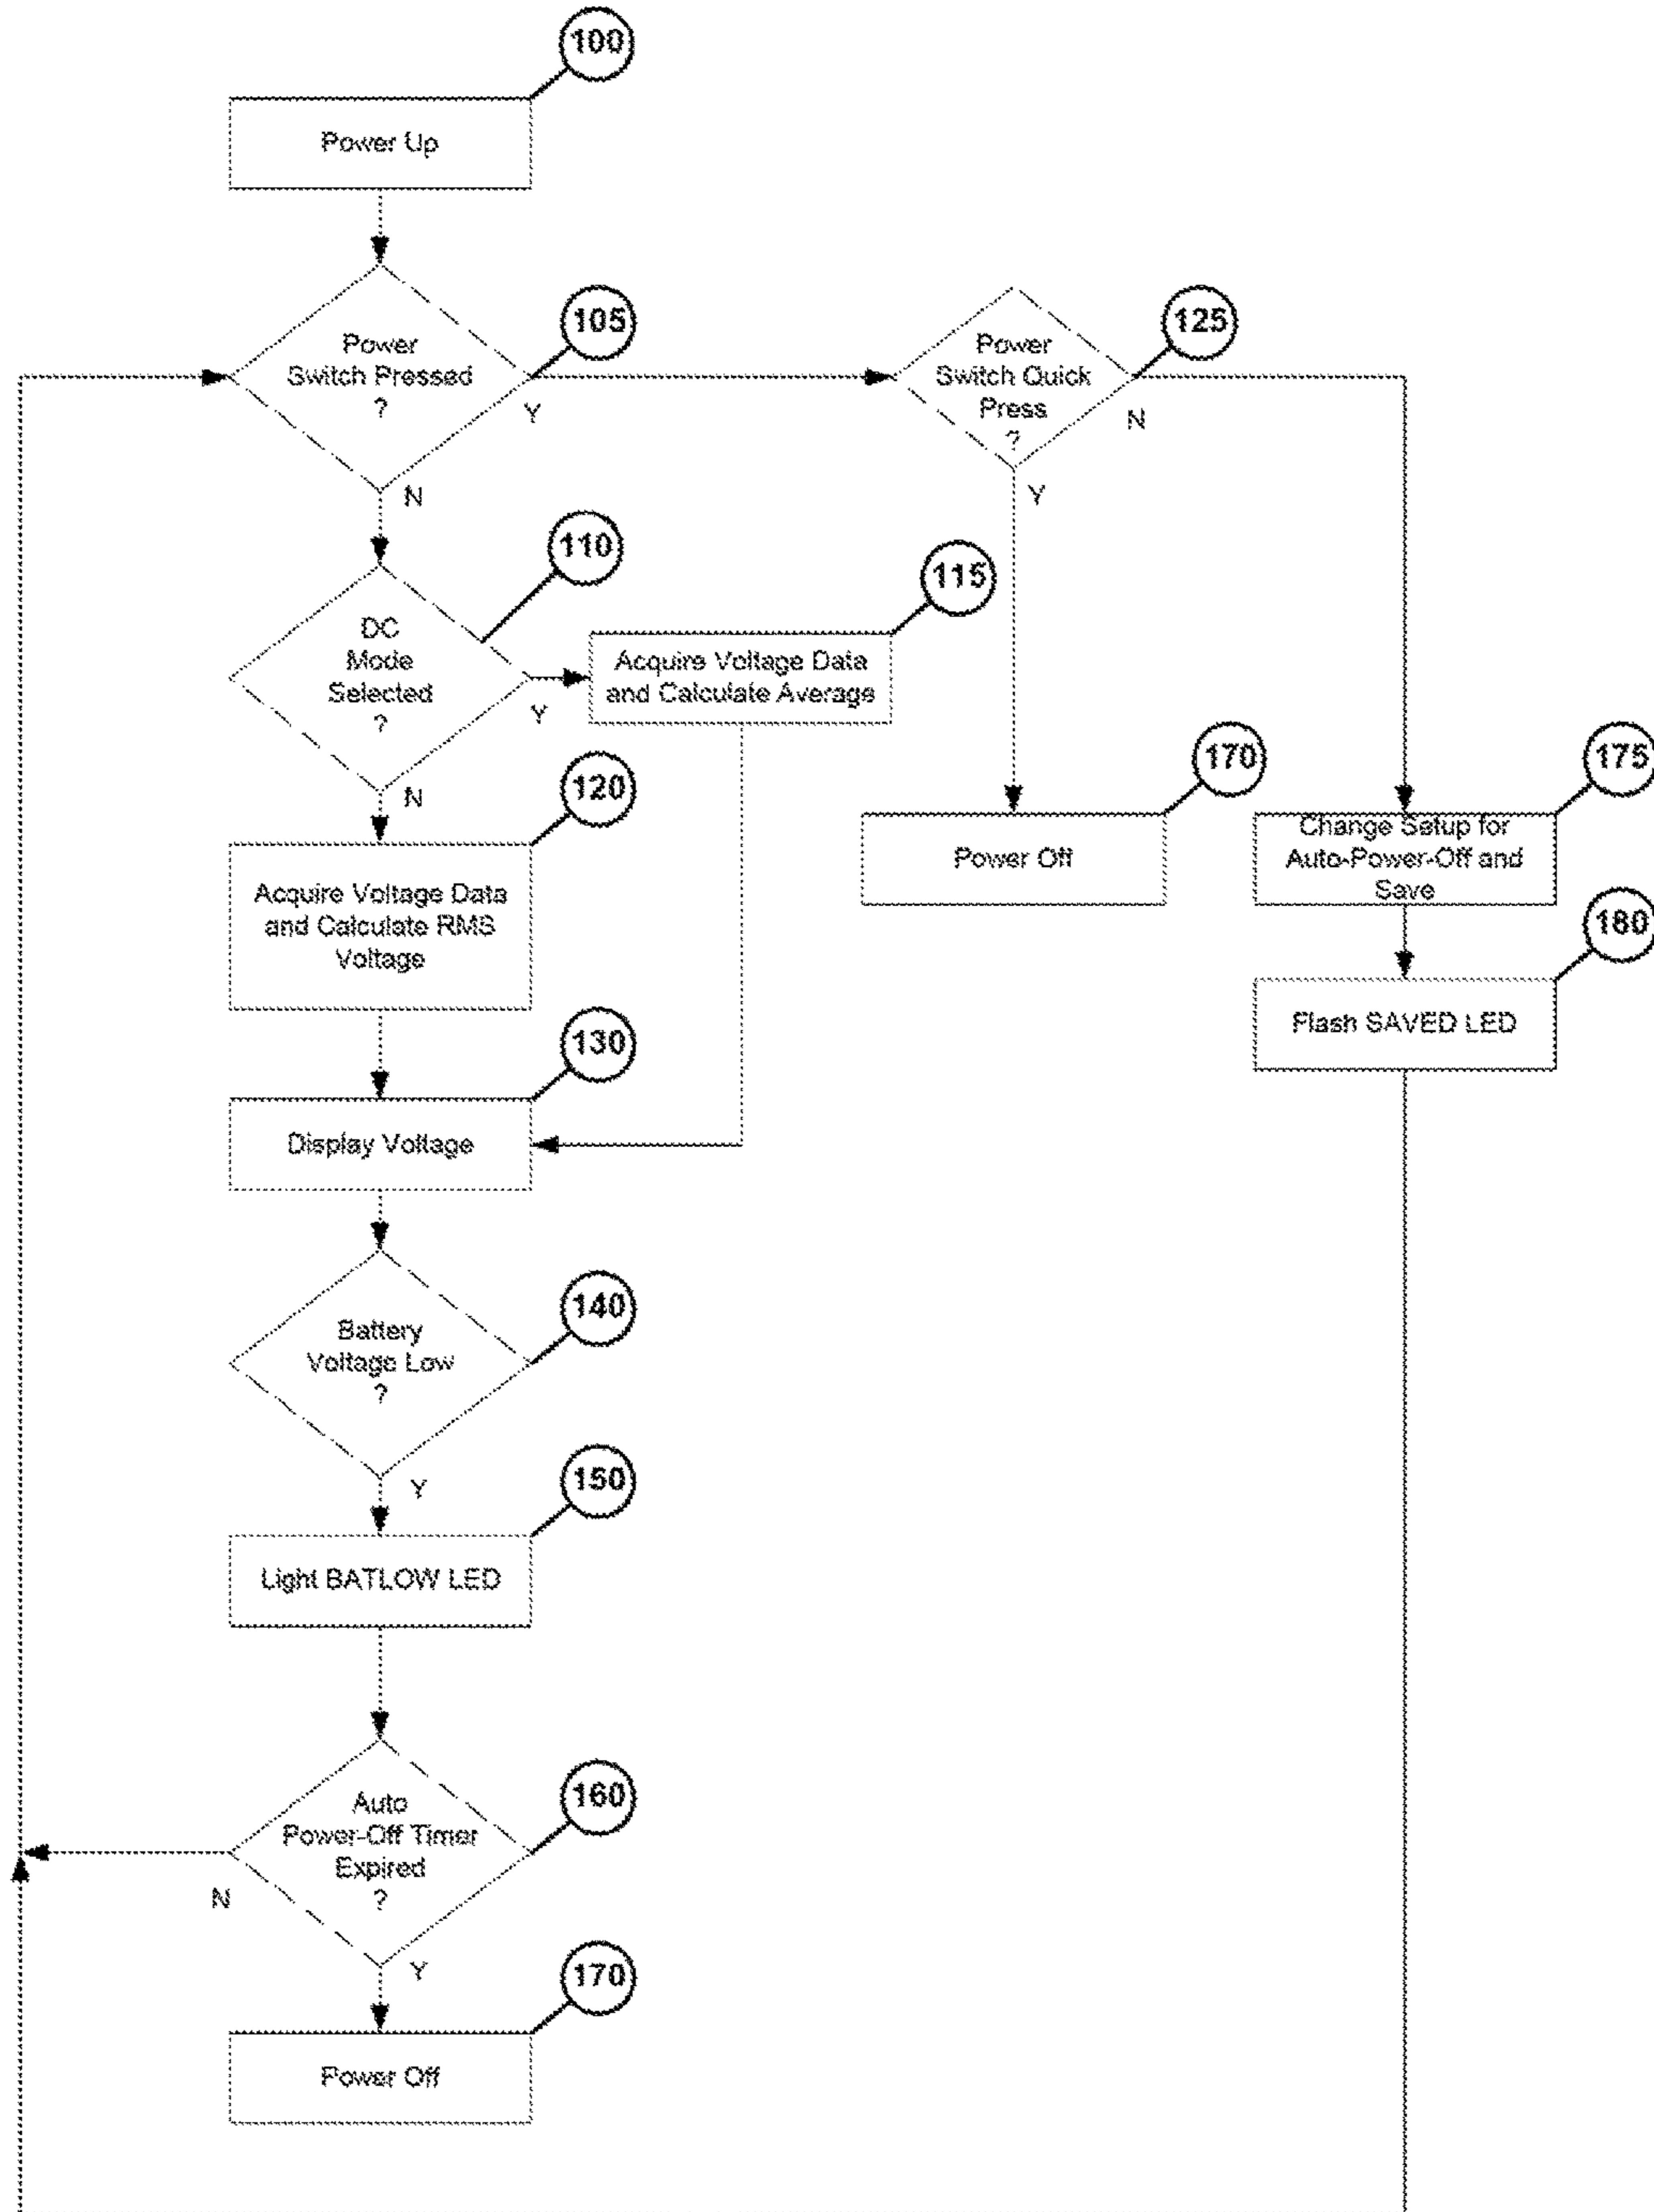 100
Power Up
Power
Switch Pressed
?
105
Y
N
Power
Switch Quick
Press
?
125
N
Y
DC
Mode
Selected
?
110
Y
N
Acquire Voltage Data
and Calculate Average
115
120
Acquire Voltage Data
and Calculate RMS
Voltage
170
Power Off
175
Change Setup for
Auto-Power-Off and
Save
180
Flash SAVED LED
130
Display Voltage
140
Battery
Voltage Low
?
Y
150
Light BATLOW LED
160
Auto
Power-Off Timer
Expired
?
N
Y
170
Power Off